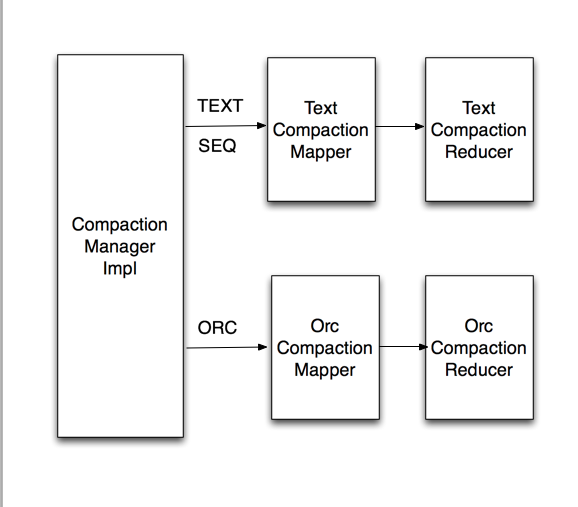 Compaction
Manager
Impl
TEXT
SEQ
Text
Compaction
Mapper
Text
Compaction
Reducer
ORC
Orc
Compaction
Mapper
Orc
Compaction
Reducer